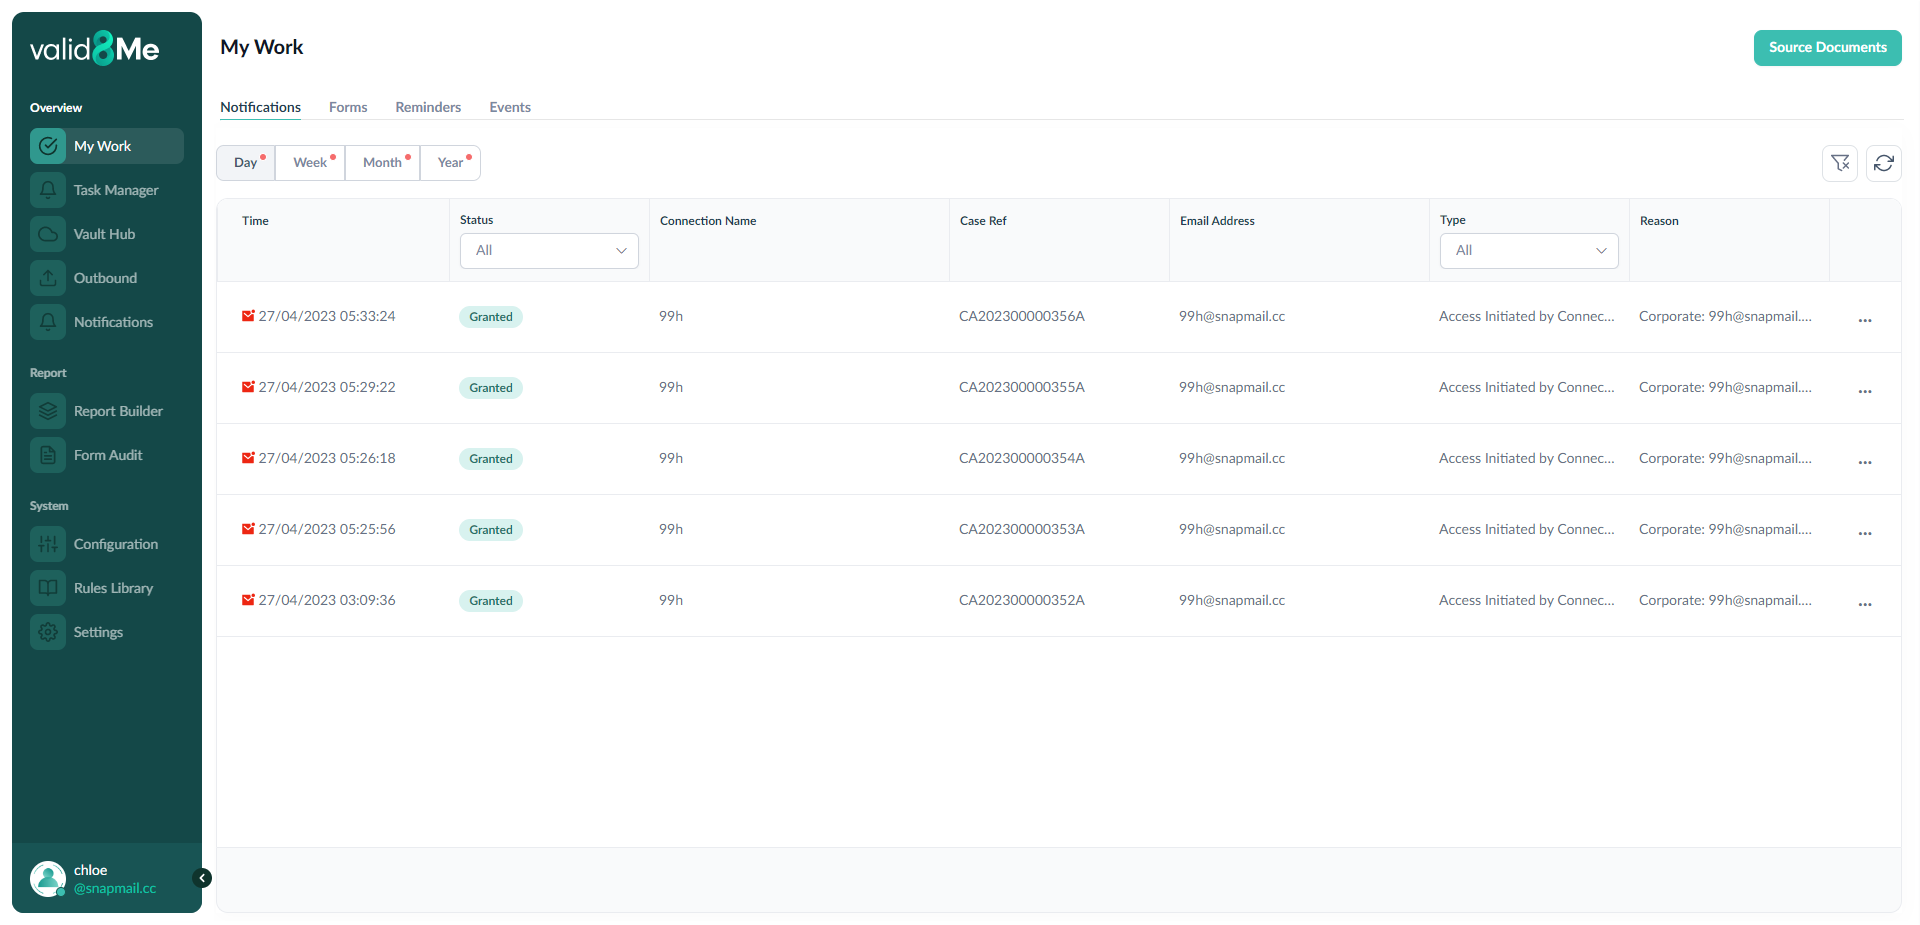 valid8Me
Overview
My Work
Task Manager
Vault Hub
Outbound
Notifications
Report
Report Builder
Form Audit
System
Configuration
Rules Library
Settings
chloe
@snapmail.cc
My Work
Source Documents
Notifications Forms Reminders Events
Day Week Month Year
Time Status Connection Name Case Ref Email Address Type Reason
All All
27/04/2023 05:33:24 Granted 99h CA202300000356A 99h@snapmail.cc Access Initiated by Connec... Corporate: 99h@snapmail....
27/04/2023 05:29:22 Granted 99h CA202300000355A 99h@snapmail.cc Access Initiated by Connec... Corporate: 99h@snapmail....
27/04/2023 05:26:18 Granted 99h CA202300000354A 99h@snapmail.cc Access Initiated by Connec... Corporate: 99h@snapmail....
27/04/2023 05:25:56 Granted 99h CA202300000353A 99h@snapmail.cc Access Initiated by Connec... Corporate: 99h@snapmail....
27/04/2023 03:09:36 Granted 99h CA202300000352A 99h@snapmail.cc Access Initiated by Connec... Corporate: 99h@snapmail....